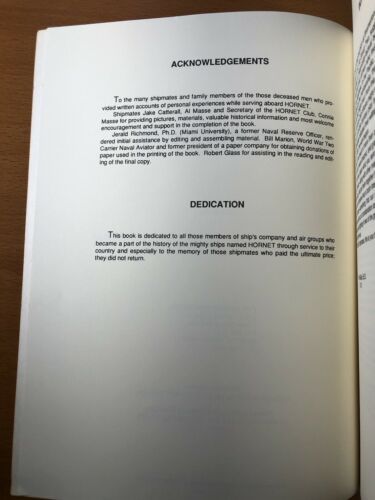 ACKNOWLEDGEMENTS
To the many shipmates and family members of the those deceased men who pro-
vided written accounts of personal experiences while serving aboard HORNET.
Shipmates Jake Catterall, Al Masse and Secretary of the HORNET Club, Connie
Masse for providing pictures, materials, valuable historical information and most welcome
encouragement and support in the completion of the book.
Jerald Richmond, Ph.D. (Miami University), a former Naval Reserve Officer, ren-
dered initial assistance by editing and assembling material. Bill Marion, World War Two
Carrier Naval Aviator and former president of a paper company for obtaining donations of
paper used in the printing of the book. Robert Glass for assisting in the reading and edit-
ing of the final copy.
DEDICATION
This book is dedicated to all those members of ship's company and air groups who
became a part of the history of the mighty ships named HORNET through service to their
country and especially to the memory of those shipmates who paid the ultimate price;
they did not return.